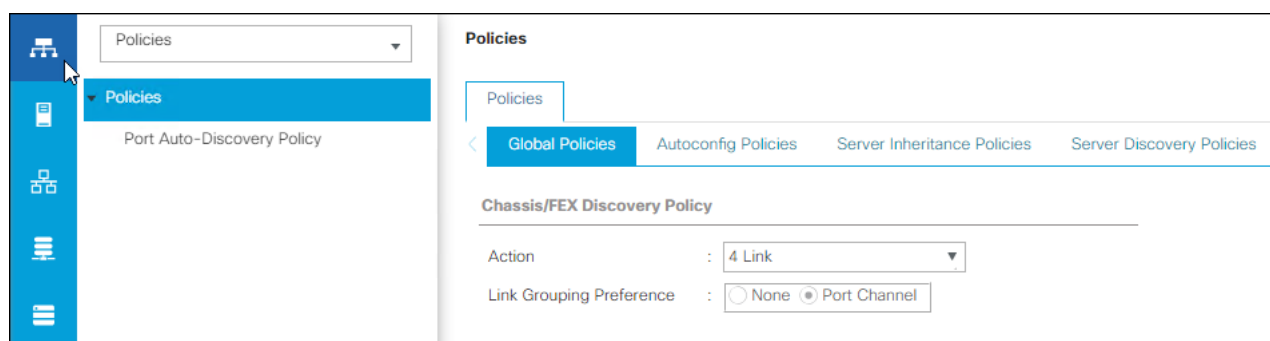 Policies
Policies
Port Auto-Discovery Policy
Policies
Policies
Global Policies Autoconfig Policies Server Inheritance Policies Server Discovery Policies
Chassis/FEX Discovery Policy
Action : 4 Link
Link Grouping Preference : None Port Channel